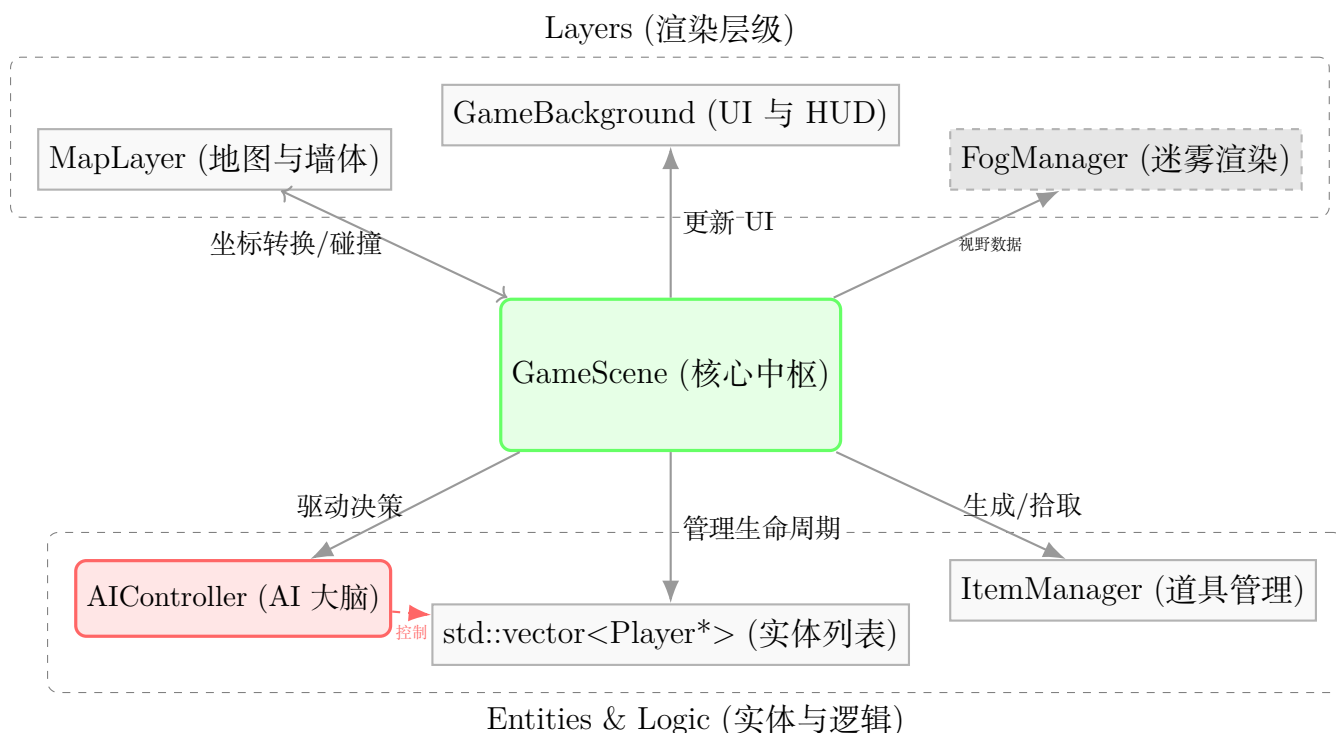 Layers (渲染层级)
GameBackground (UI 与 HUD)
MapLayer (地图与墙体)
FogManager (迷雾渲染)
坐标转换/碰撞
更新 UI
视野数据
GameScene (核心中枢)
驱动决策
管理生命周期
生成/拾取
AIController (AI 大脑)
控制
std::vector<Player*> (实体列表)
ItemManager (道具管理)
Entities & Logic (实体与逻辑)